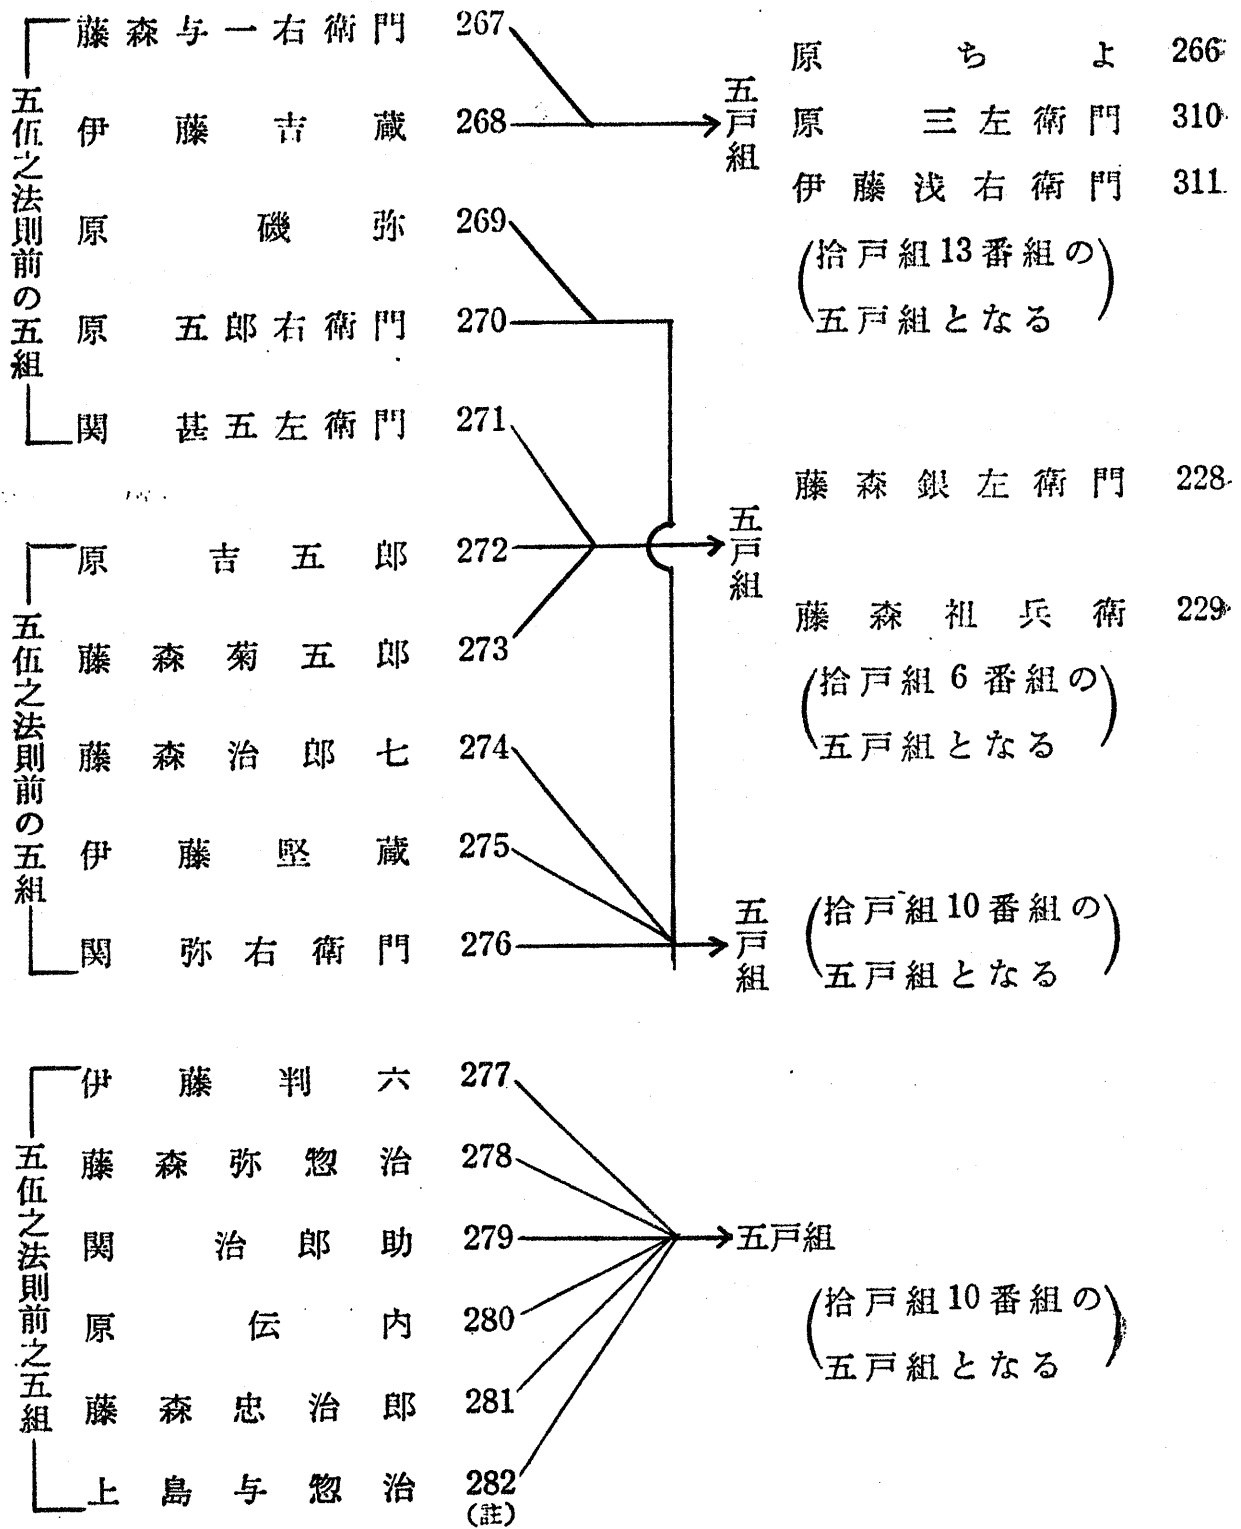 五伍之法則前の五組
藤森与一右衛門 267
伊藤吉蔵 268
原磯弥 269
原五郎右衛門 270
関甚五左衛門 271
五戸組
原ちよ 266
原三左衛門 310
伊藤浅右衛門 311
(拾戸組13番組の
五戸組となる)
五伍之法則前の五組
原吉五郎 272
藤森菊五郎 273
藤森治郎七 274
伊藤堅蔵 275
関弥右衛門 276
五戸組
藤森銀左衛門 228
藤森祖兵衛 229
(拾戸組6番組の
五戸組となる)
五戸組
(拾戸組10番組の
五戸組となる)
五伍之法則前之五組
伊藤判六 277
藤森弥惣治 278
関治郎助 279
原伝内 280
藤森忠治郎 281
上島与惣治 282
(註)
五戸組
(拾戸組10番組の
五戸組となる)